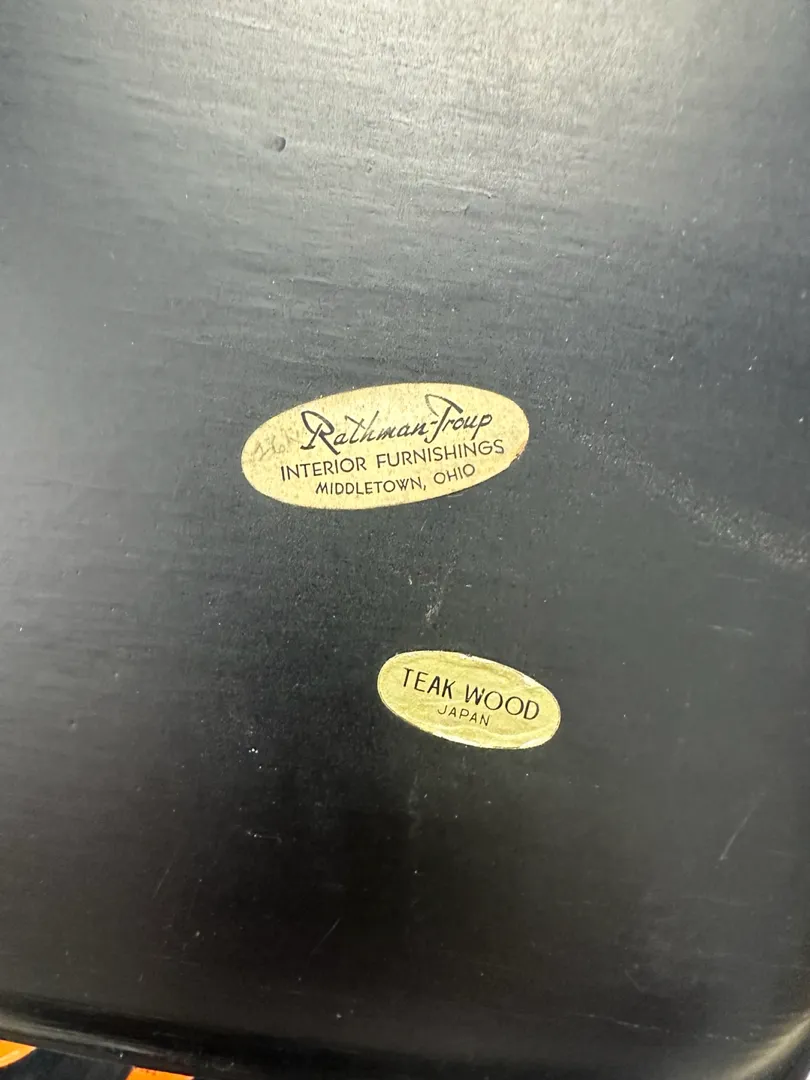 Rathman-Troup
INTERIOR FURNISHINGS
MIDDLETOWN, OHIO
TEAK WOOD
JAPAN